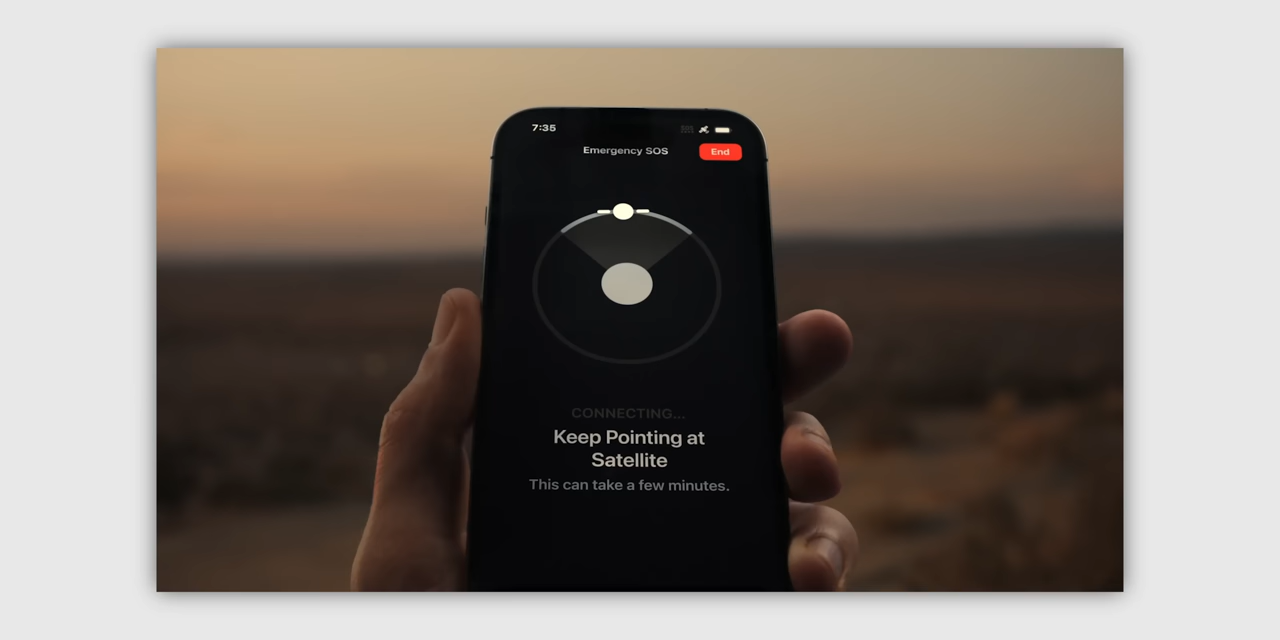 7:35
Emergency SOS
End
CONNECTING...
Keep Pointing at
Satellite
This can take a few minutes.